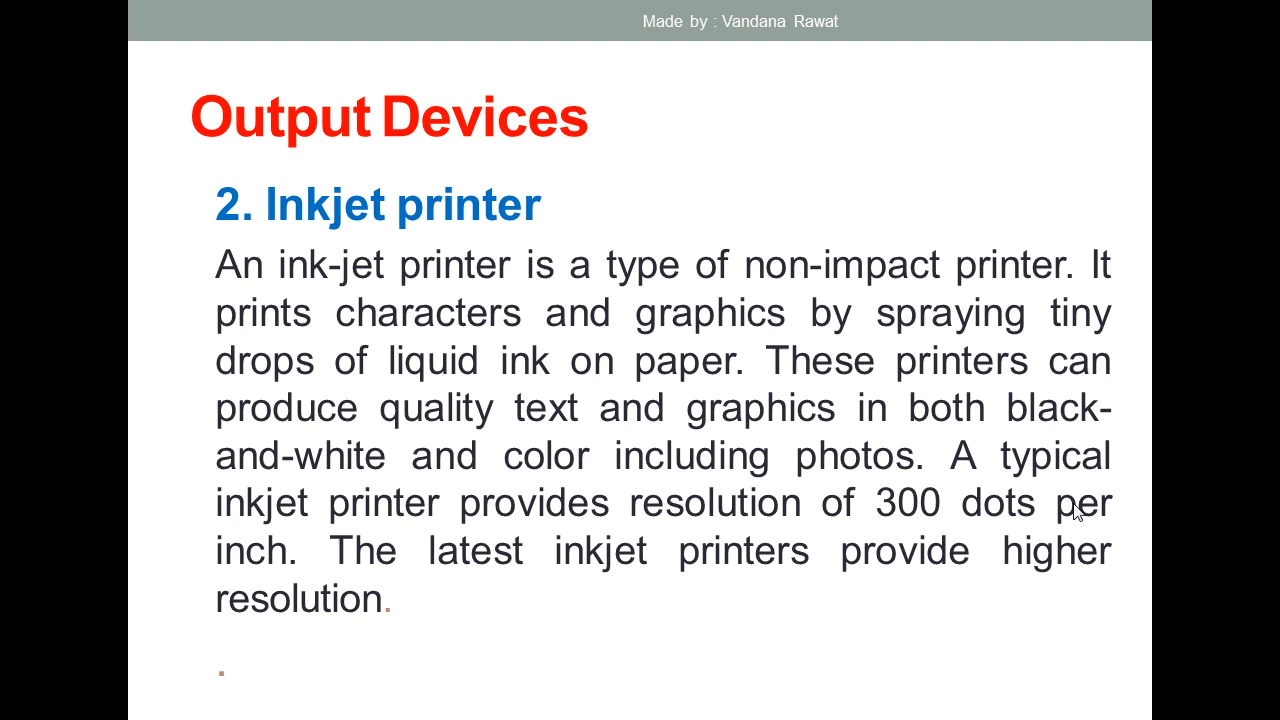 Made by : Vandana Rawat
Output Devices
2. Inkjet printer
An ink-jet printer is a type of non-impact printer. It
prints characters and graphics by spraying tiny
drops of liquid ink on paper. These printers can
produce quality text and graphics in both black-
and-white and color including photos. A typical
inkjet printer provides resolution of 300 dots per
inch. The latest inkjet printers provide higher
resolution.
.